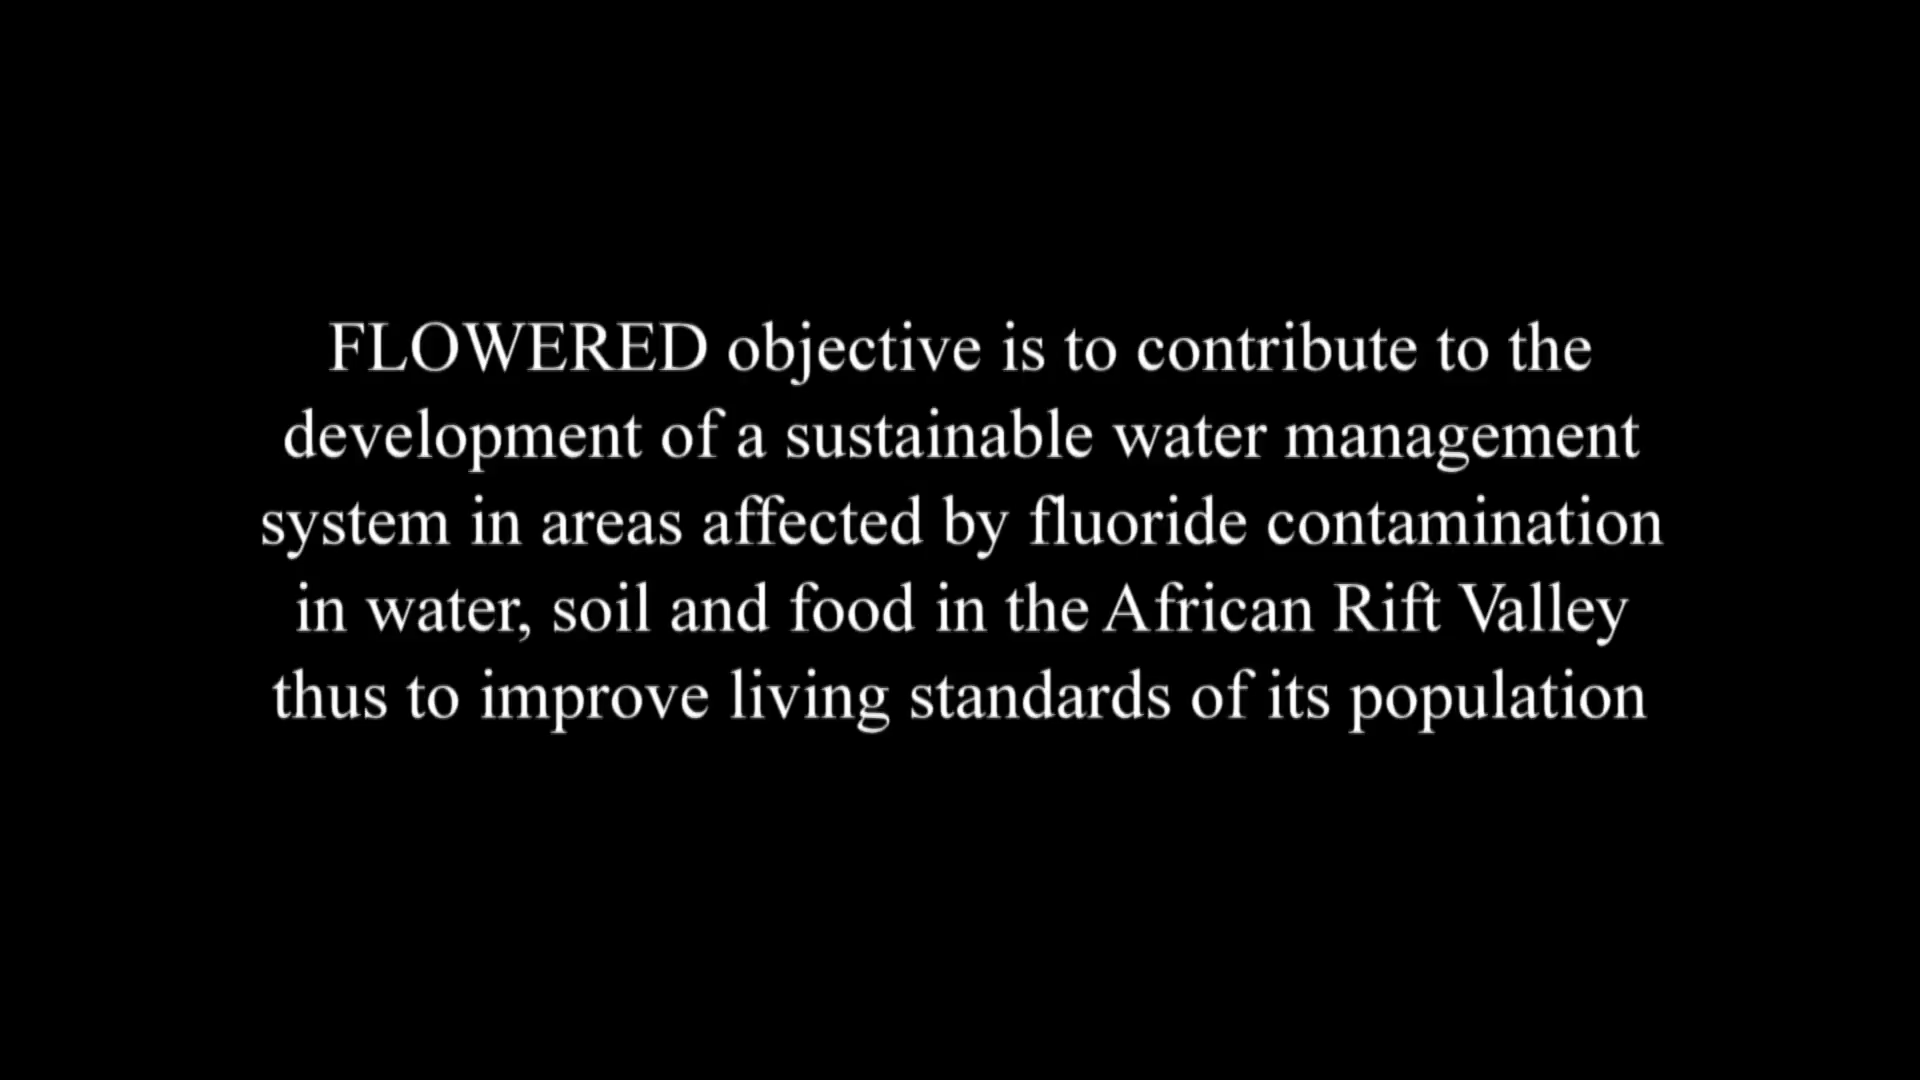 FLOWERED objective is to contribute to the
development of a sustainable water management
system in areas affected by fluoride contamination
in water, soil and food in the African Rift Valley
thus to improve living standards of its population